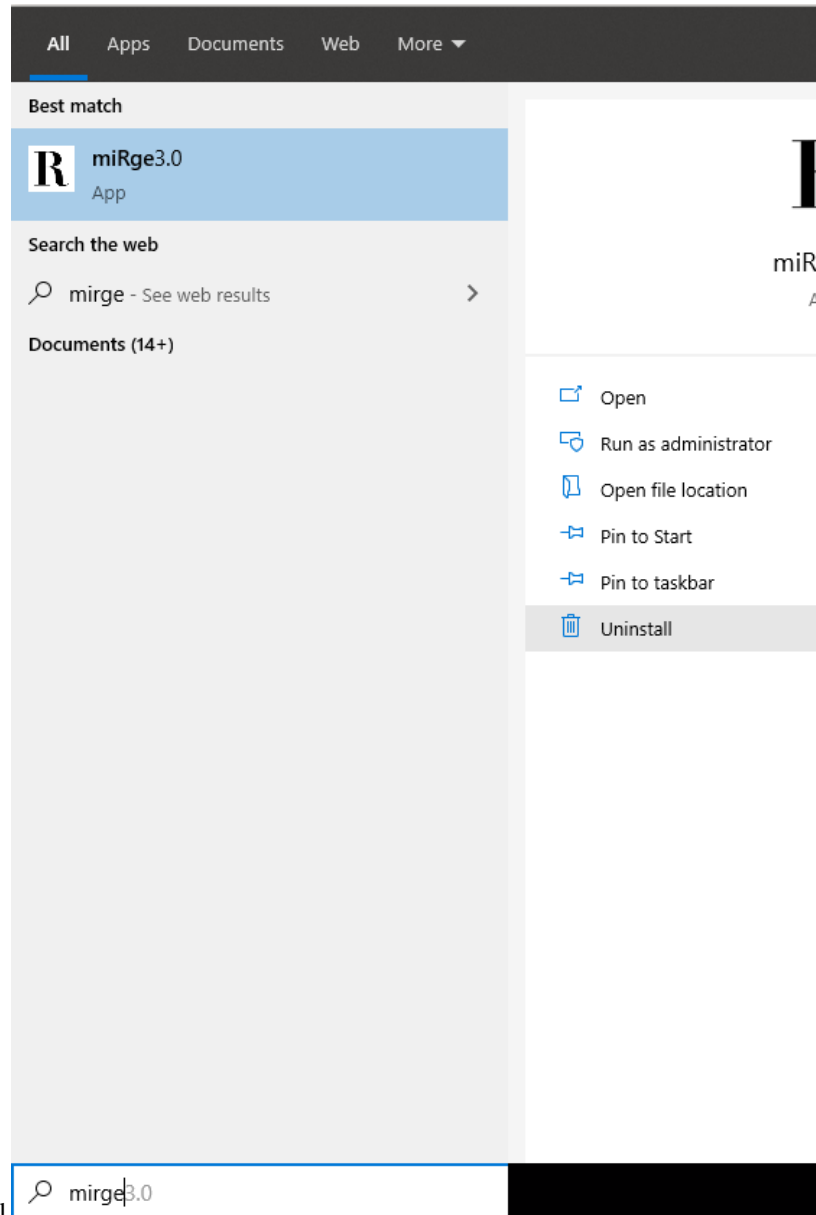 All Apps Documents Web More
Best match
R
miRge3.0
App
Search the web
mirge - See web results
Documents (14+)
miR
Open
Run as administrator
Open file location
Pin to Start
Pin to taskbar
Uninstall
mirge3.0